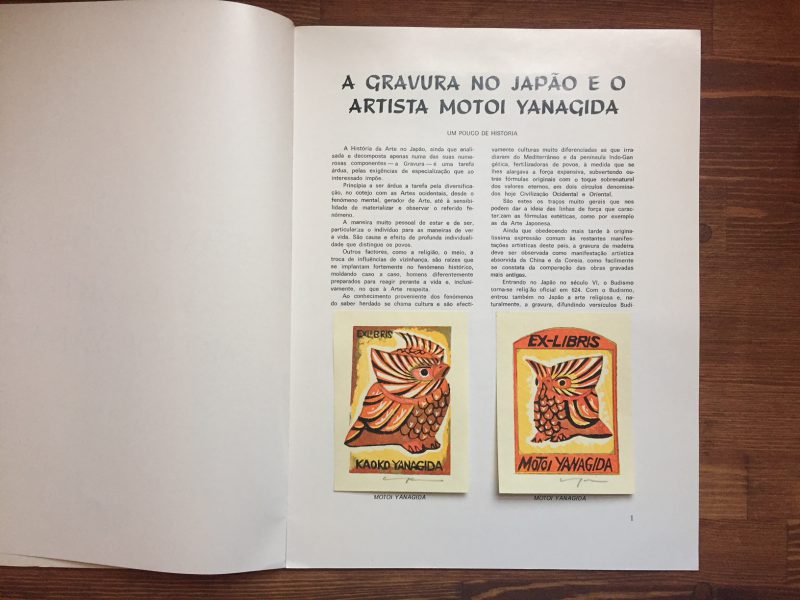 A GRAVURA NO JAPÃO E O
ARTISTA MOTOI YANAGIDA
UM POUCO DE HISTORIA
A História da Arte no Japão, ainda que anali-
sada e decomposta apenas numa das suas nume-
rosas componentes — a Gravura — é uma tarefa
árdua, pelas exigências de especialização que ao
interessado impõe.
Principia a ser árdua a tarefa pela diversifica-
ção, no cotejo com as Artes ocidentais, desde o
fenómeno mental, gerador de Arte, até à sensibi-
lidade de materializar e observar o referido fe-
nómeno.
A maneira muito pessoal de estar e de ser,
particulariza o indivíduo para as maneiras de ver
a vida. São causa e efeito de profunda individuali-
dade que distingue os povos.
Outros factores, como a religião, o meio, a
troca de influências de vizinhança, são raízes que
se implantam fortemente no fenómeno histórico,
moldando caso a caso, homens diferentemente
preparados para reagir perante a vida e, inclusi-
vamente, no que à Arte respeita.
Ao conhecimento proveniente dos fenómenos
do saber herdado se chama cultura e são efecti-
vamente culturas muito diferenciadas as que irra-
diaram do Mediterrâneo e da península Indo-Gan-
gética, fertilizadoras de povos, à medida que se
lhes alargava a força expansiva, subvertendo ou-
tras fórmulas originais com o toque sobrenatural
dos valores eternos, em dois círculos denomina-
dos hoje Civilização Ocidental e Oriental.
São estes os traços muito gerais que nos
podem dar a ideia das linhas de força que carac-
terizam as fórmulas estéticas, como por exemplo
as da Arte Japonesa.
Ainda que obedecendo mais tarde à origina-
líssima expressão comum às restantes manifes-
tações artísticas deste país, a gravura de madeira
deve ser observada como manifestação artística
absorvida da China e da Coreia, como facilmente
se constata da comparação das obras gravadas
mais antigas.
Entrando no Japão no século VI, o Budismo
torna-se religião oficial em 624. Com o Budismo,
entrou também no Japão a arte religiosa e, na-
turalmente, a gravura, difundindo versículos Budi-
EX-LIBRIS
KAOKO YANAGIDA
MOTOI YANAGIDA
EX-LIBRIS
MOTOI YANAGIDA
MOTOI YANAGIDA
1